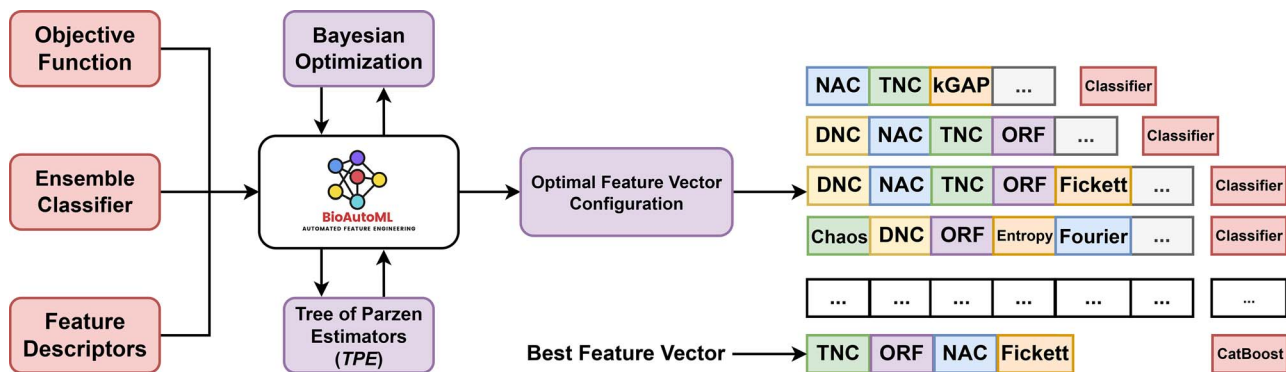 Objective
Function
Ensemble
Classifier
Feature
Descriptors
Bayesian
Optimization
BioAutoML
AUTOMATED FEATURE ENGINEERING
Tree of Parzen
Estimators
(TPE)
Optimal Feature Vector
Configuration
NAC TNC kGAP ... Classifier
DNC NAC TNC ORF ... Classifier
DNC NAC TNC ORF Fickett ... Classifier
Chaos DNC ORF Entropy Fourier ... Classifier
... ... ... ... ... ... ...
Best Feature Vector TNC ORF NAC Fickett CatBoost